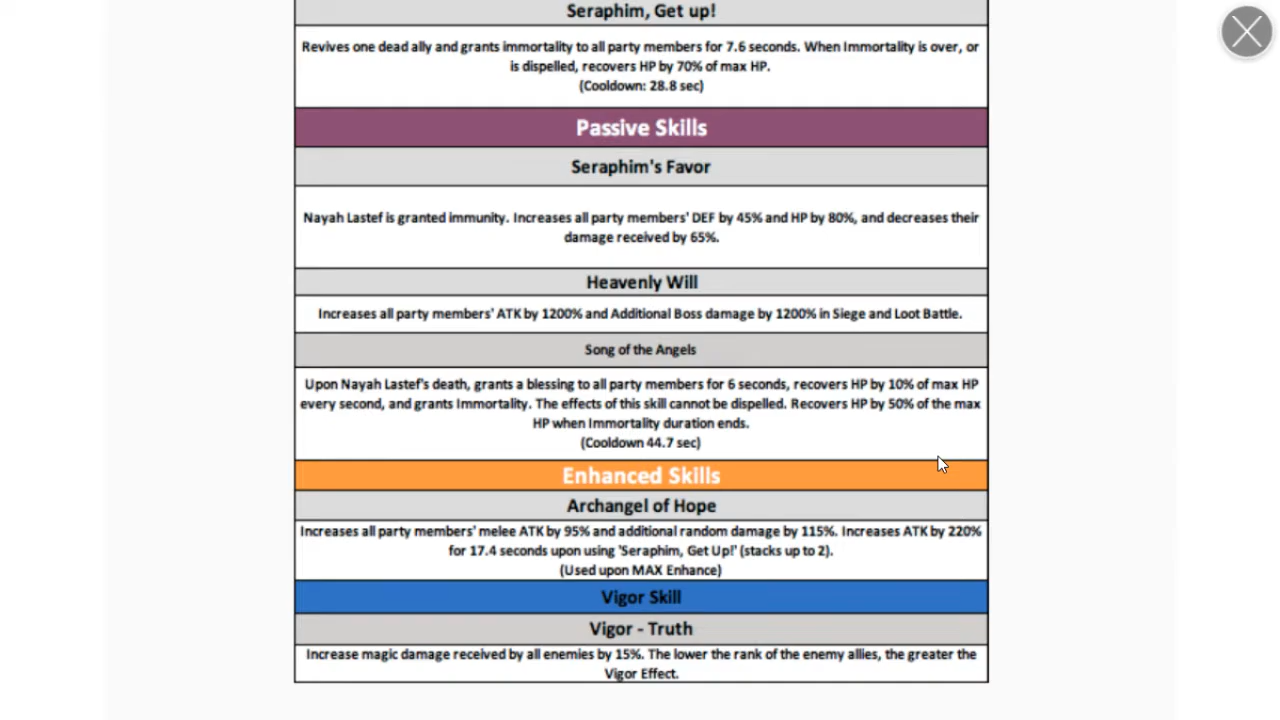 Seraphim, Get up!
Revives one dead ally and grants immortality to all party members for 7.6 seconds. When Immortality is over, or
is dispelled, recovers HP by 70% of max HP.
(Cooldown: 28.8 sec)
Passive Skills
Seraphim's Favor
Nayah Lastef is granted immunity. Increases all party members' DEF by 45% and HP by 80%, and decreases their
damage received by 65%.
Heavenly Will
Increases all party members' ATK by 1200% and Additional Boss damage by 1200% in Siege and Loot Battle.
Song of the Angels
Upon Nayah Lastef's death, grants a blessing to all party members for 6 seconds, recovers HP by 10% of max HP
every second, and grants Immortality. The effects of this skill cannot be dispelled. Recovers HP by 50% of the max
HP when Immortality duration ends.
(Cooldown 44.7 sec)
Enhanced Skills
Archangel of Hope
Increases all party members' melee ATK by 95% and additional random damage by 115%. Increases ATK by 220%
for 17.4 seconds upon using 'Seraphim, Get Up!' (stacks up to 2).
(Used upon MAX Enhance)
Vigor Skill
Vigor - Truth
Increase magic damage received by all enemies by 15%. The lower the rank of the enemy allies, the greater the
Vigor Effect.